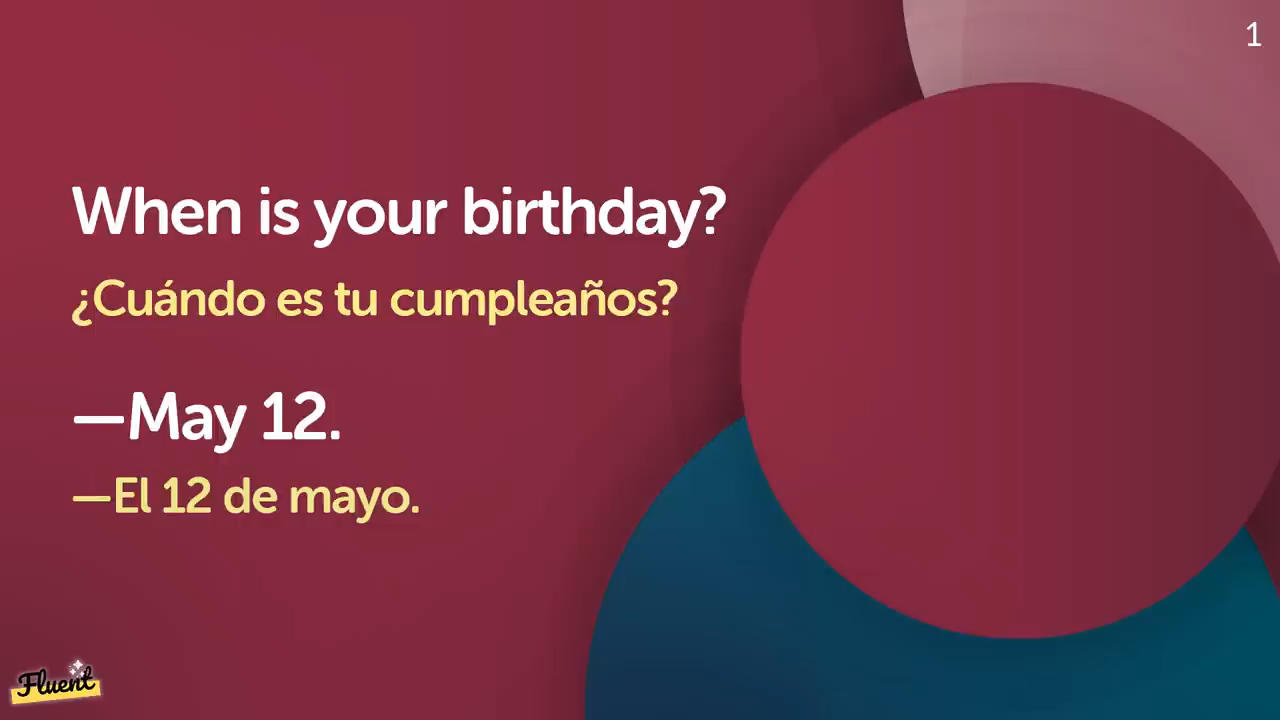 1
When is your birthday?
¿Cuándo es tu cumpleaños?
—May 12.
—El 12 de mayo.
Fluent